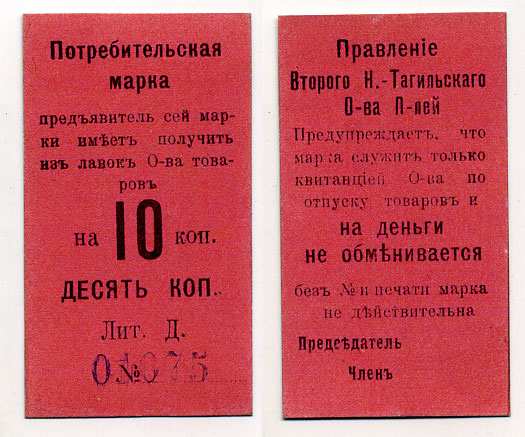 Потребительская
марка
предъявитель сей мар-
ки имѣетъ получить
изъ лавокъ О-ва това-
ровъ
на 10 коп.
ДЕСЯТЬ КОП.
Лит. Д.
Правленіе
Второго Н.-Тагильскаго
О-ва П-лей
Предупреждаетъ, что
марка служитъ только
квитанціей О-ва по
отпуску товаровъ и
на деньги
не обмѣнивается
безъ № и печати марка
не дѣйствительна
Предсѣдатель
Членъ